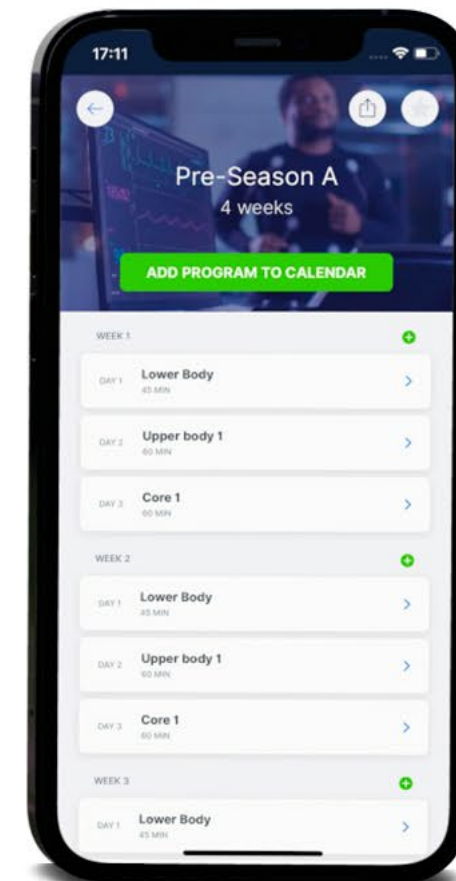 17:11
Pre-Season A
4 weeks
ADD PROGRAM TO CALENDAR
WEEK 1
DAY 1 Lower Body
45 MIN
DAY 2 Upper body 1
60 MIN
DAY 3 Core 1
60 MIN
WEEK 2
DAY 1 Lower Body
45 MIN
DAY 2 Upper body 1
60 MIN
DAY 3 Core 1
60 MIN
WEEK 3
DAY 1 Lower Body
45 MIN